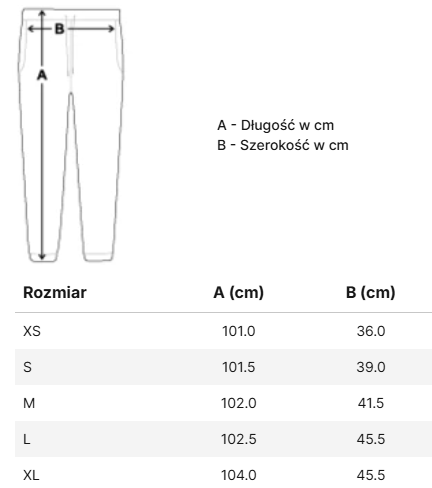 B
A
A - Długość w cm
B - Szerokość w cm
Rozmiar A (cm) B (cm)
XS 101.0 36.0
S 101.5 39.0
M 102.0 41.5
L 102.5 45.5
XL 104.0 45.5